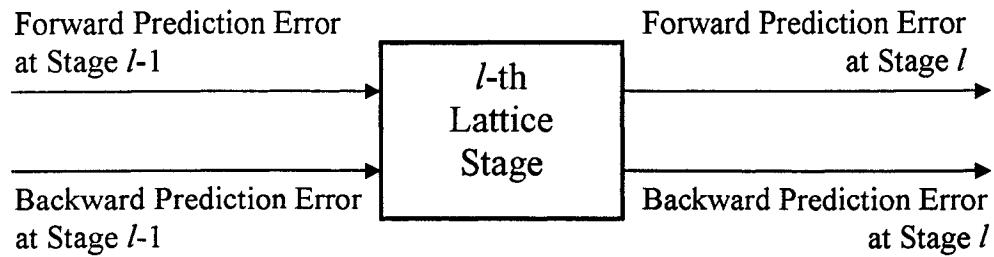 Forward Prediction Error
at Stage l-1
Forward Prediction Error
at Stage l
l-th
Lattice
Stage
Backward Prediction Error
at Stage l-1
Backward Prediction Error
at Stage l